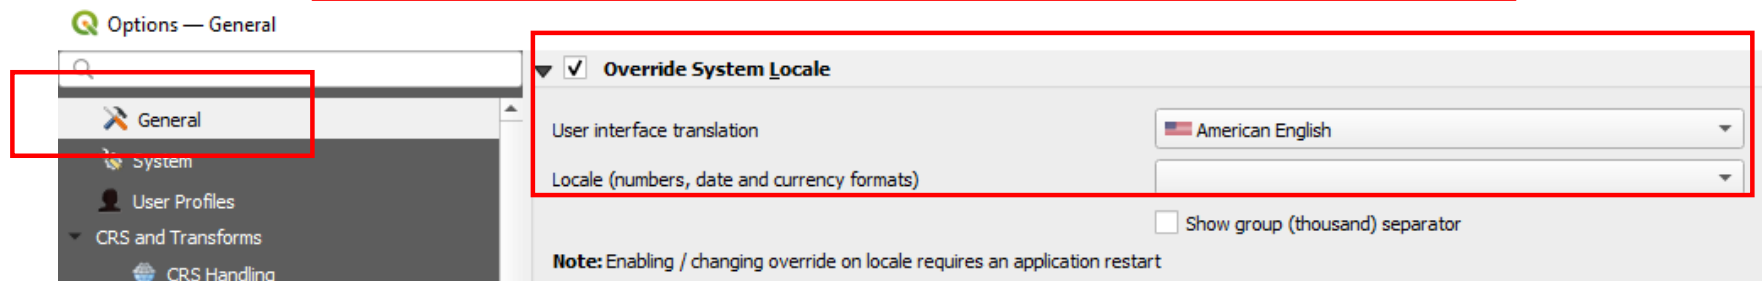 Options — General
General
System
User Profiles
CRS and Transforms
CRS Handling
Override System Locale
User interface translation
American English
Locale (numbers, date and currency formats)
Show group (thousand) separator
Note: Enabling / changing override on locale requires an application restart